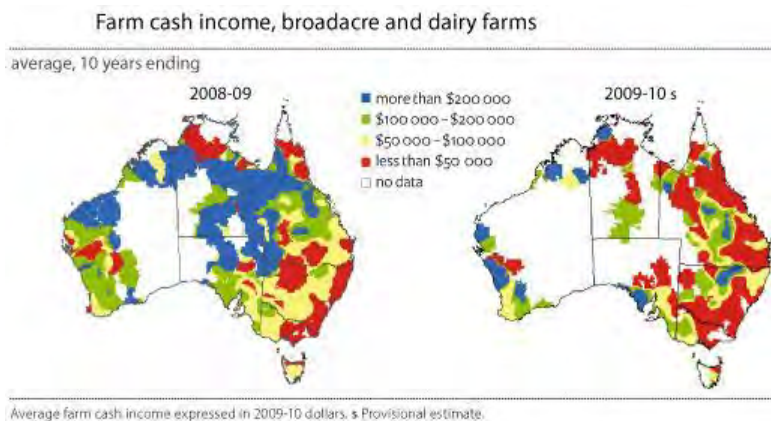 Farm cash income, broadacre and dairy farms
average, 10 years ending
2008-09
more than $200 000
$100 000 – $200 000
$50 000 – $100 000
less than $50 000
no data
2009-10 s
Average farm cash income expressed in 2009-10 dollars. s Provisional estimate.